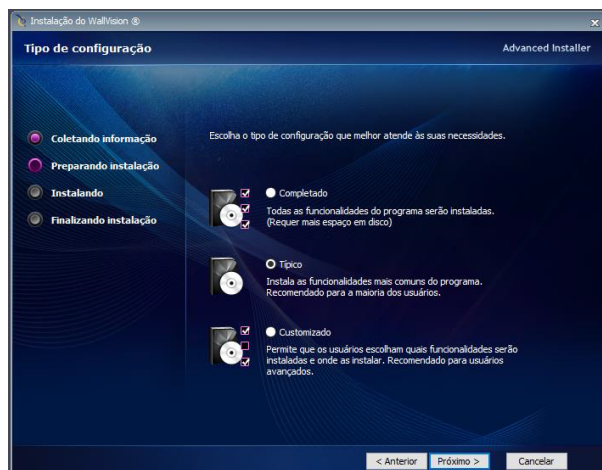 Instalação do WallVision ®
Tipo de configuração
Advanced Installer
Coletando informação
Preparando instalação
Instalando
Finalizando instalação
Escolha o tipo de configuração que melhor atende às suas necessidades.
Completado
Todas as funcionalidades do programa serão instaladas.
(Requer mais espaço em disco)
Típico
Instala as funcionalidades mais comuns do programa.
Recomendado para a maioria dos usuários.
Customizado
Permite que os usuários escolham quais funcionalidades serão
instaladas e onde as instalar. Recomendado para usuários
avançados.
< Anterior
Próximo >
Cancelar